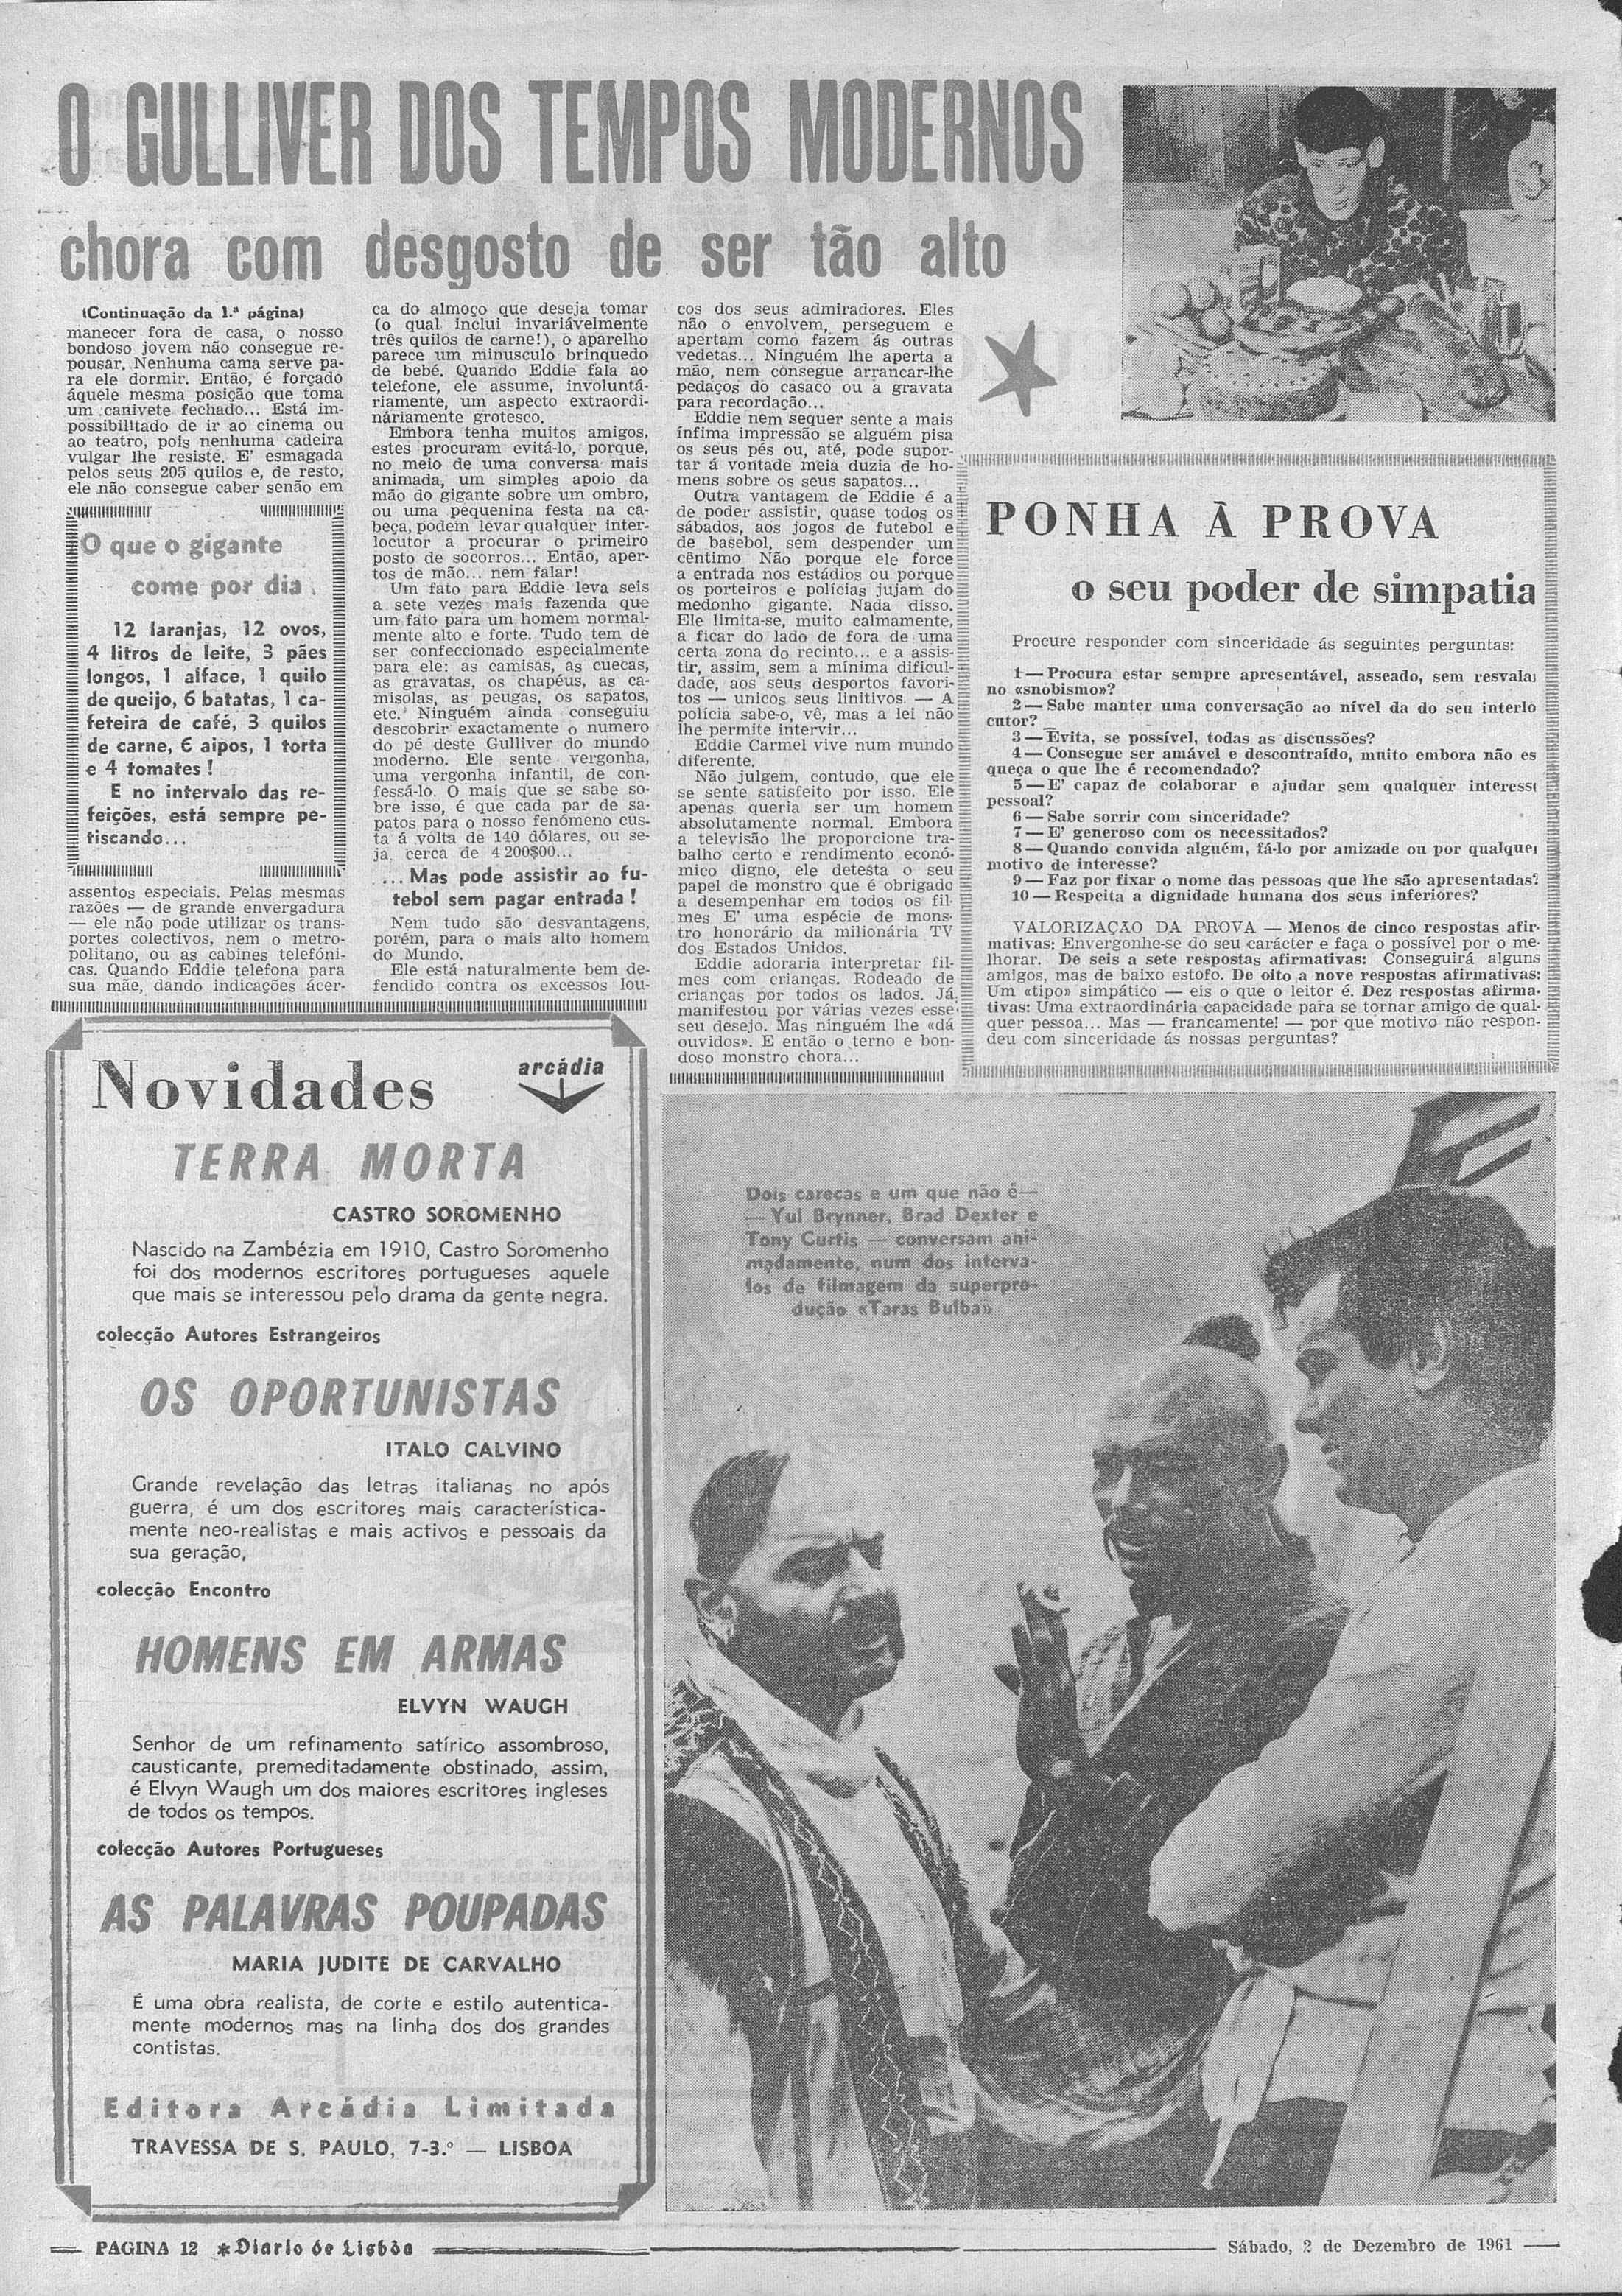 O GULLIVER DOS TEMPOS MODERNOS
chora com desgosto de ser tão alto
(Continuação da 1.ª página)
manecer fora de casa, o nosso
bondoso jovem não consegue re-
pousar. Nenhuma cama serve pa-
ra ele dormir. Então, é forçado
áquele mesma posição que toma
um canivete fechado... Está im-
possibilitado de ir ao cinema ou
ao teatro, pois nenhuma cadeira
vulgar lhe resiste. E' esmagada
pelos seus 205 quilos e, de resto,
ele não consegue caber senão em
O que o gigante
come por dia
12 laranjas, 12 ovos,
4 litros de leite, 3 pães
longos, 1 alface, 1 quilo
de queijo, 6 batatas, 1 ca-
feteira de café, 3 quilos
de carne, 6 aipos, 1 torta
e 4 tomates!
E no intervalo das re-
feições, está sempre pe-
tiscando...
assentos especiais. Pelas mesmas
razões — de grande envergadura
— ele não pode utilizar os trans-
portes colectivos, nem o metro-
politano, ou as cabines telefóni-
cas. Quando Eddie telefona para
sua mãe, dando indicações ácer-
ca do almoço que deseja tomar
(o qual inclui invariávelmente
três quilos de carne!), o aparelho
parece um minusculo brinquedo
de bebé. Quando Eddie fala ao
telefone, ele assume, involuntá-
riamente, um aspecto extraordi-
náriamente grotesco.
Embora tenha muitos amigos,
estes procuram evitá-lo, porque,
no meio de uma conversa mais
animada, um simples apoio da
mão do gigante sobre um ombro,
ou uma pequenina festa na ca-
beça, podem levar qualquer inter-
locutor a procurar o primeiro
posto de socorros... Então, aper-
tos de mão... nem falar!
Um fato para Eddie leva seis
a sete vezes mais fazenda que
um fato para um homem normal-
mente alto e forte. Tudo tem de
ser confeccionado especialmente
para ele: as camisas, as cuecas,
as gravatas, os chapéus, as ca-
misolas, as peugas, os sapatos,
etc. Ninguém ainda conseguiu
descobrir exactamente o numero
do pé deste Gulliver do mundo
moderno. Ele sente vergonha,
uma vergonha infantil, de con-
fessá-lo. O mais que se sabe so-
bre isso, é que cada par de sa-
patos para o nosso fenómeno cus-
ta á volta de 140 dólares, ou se-
ja, cerca de 4 200$00...
... Mas pode assistir ao fu-
tebol sem pagar entrada!
Nem tudo são desvantagens,
porém, para o mais alto homem
do Mundo.
Ele está naturalmente bem de-
fendido contra os excessos lou-
cos dos seus admiradores. Eles
não o envolvem, perseguem e
apertam como fazem ás outras
vedetas... Ninguém lhe aperta a
mão, nem consegue arrancar-lhe
pedaços do casaco ou a gravata
para recordação...
Eddie nem sequer sente a mais
ínfima impressão se alguém pisa
os seus pés ou, até, pode supor-
tar á vontade meia duzia de ho-
mens sobre os seus sapatos...
Outra vantagem de Eddie é a
de poder assistir, quase todos os
sábados, aos jogos de futebol e
de basebol, sem despender um
cêntimo Não porque ele force
a entrada nos estádios ou porque
os porteiros e polícias jujam do
medonho gigante. Nada disso.
Ele limita-se, muito calmamente,
a ficar do lado de fora de uma
certa zona do recinto... e a assis-
tir, assim, sem a mínima dificul-
dade, aos seus desportos favori-
tos — unicos seus linitivos. — A
polícia sabe-o, vê, mas a lei não
lhe permite intervir...
Eddie Carmel vive num mundo
diferente.
Não julgem, contudo, que ele
se sente satisfeito por isso. Ele
apenas queria ser um homem
absolutamente normal. Embora
a televisão lhe proporcione tra-
balho certo e rendimento econó-
mico digno, ele detesta o seu
papel de monstro que é obrigado
a desempenhar em todos os fil-
mes E' uma espécie de mons-
tro honorário da milionária TV
dos Estados Unidos.
Eddie adoraria interpretar fil-
mes com crianças. Rodeado de
crianças por todos os lados. Já
manifestou por várias vezes esse
seu desejo. Mas ninguém lhe «dá
ouvidos». E então o terno e bon-
doso monstro chora...
PONHA À PROVA
o seu poder de simpatia
Procure responder com sinceridade ás seguintes perguntas:
1 — Procura estar sempre apresentável, asseado, sem resvalar
no «snobismo»?
2 — Sabe manter uma conversação ao nível da do seu interlo
cutor?
3 — Evita, se possível, todas as discussões?
4 — Consegue ser amável e descontraído, muito embora não es
queça o que lhe é recomendado?
5 — E' capaz de colaborar e ajudar sem qualquer interesse
pessoal?
6 — Sabe sorrir com sinceridade?
7 — E' generoso com os necessitados?
8 — Quando convida alguém, fá-lo por amizade ou por qualquer
motivo de interesse?
9 — Faz por fixar o nome das pessoas que lhe são apresentadas?
10 — Respeita a dignidade humana dos seus inferiores?
VALORIZAÇÃO DA PROVA — Menos de cinco respostas afir-
mativas: Envergonhe-se do seu carácter e faça o possível por o me-
lhorar. De seis a sete respostas afirmativas: Conseguirá alguns
amigos, mas de baixo estofo. De oito a nove respostas afirmativas:
Um «tipo» simpático — eis o que o leitor é. Dez respostas afirma-
tivas: Uma extraordinária capacidade para se tornar amigo de qual-
quer pessoa... Mas — francamente! — por que motivo não respon-
deu com sinceridade ás nossas perguntas?
Novidades
arcádia
TERRA MORTA
CASTRO SOROMENHO
Nascido na Zambézia em 1910, Castro Soromenho
foi dos modernos escritores portugueses aquele
que mais se interessou pelo drama da gente negra.
colecção Autores Estrangeiros
OS OPORTUNISTAS
ITALO CALVINO
Grande revelação das letras italianas no após
guerra, é um dos escritores mais característica-
mente neo-realistas e mais activos e pessoais da
sua geração,
colecção Encontro
HOMENS EM ARMAS
ELVYN WAUGH
Senhor de um refinamento satírico assombroso,
causticante, premeditadamente obstinado, assim,
é Elvyn Waugh um dos maiores escritores ingleses
de todos os tempos.
colecção Autores Portugueses
AS PALAVRAS POUPADAS
MARIA JUDITE DE CARVALHO
É uma obra realista, de corte e estilo autentica-
mente modernos mas na linha dos dos grandes
contistas.
Editora Arcádia Limitada
TRAVESSA DE S. PAULO, 7-3.º — LISBOA
Dois carecas e um que não é—
— Yul Brynner, Brad Dexter e
Tony Curtis — conversam ani-
madamente, num dos interva-
los de filmagem da superpro-
dução «Taras Bulba»
PAGINA 12 *Diario de Lisbôa
Sábado, 2 de Dezembro de 1961